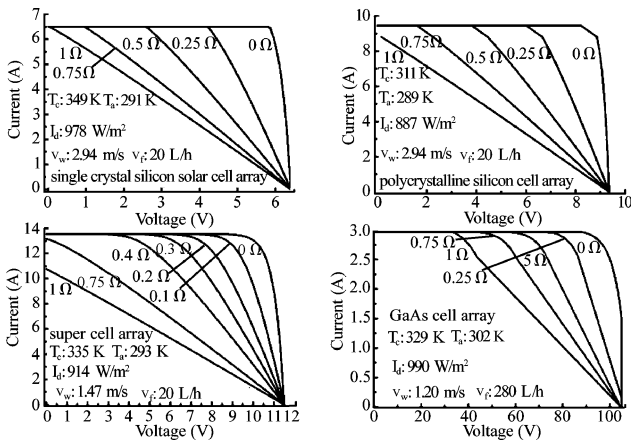 Current (A)
7
6
5
4
3
2
1
0
1 Ω
0.75Ω
0.5 Ω
0.25 Ω
0 Ω
Tc:349K Ta:291 K
Id:978 W/m²
vw:2.94 m/s vf:20 L/h
single crystal silicon solar cell array
0 1 2 3 4 5 6
Voltage (V)
Current (A)
10
8
6
4
2
0
1Ω
0.75Ω
0.5 Ω
0.25 Ω
0 Ω
Tc:311K
Ta:289 K
Id:887 W/m²
vw:2.94 m/s vf:20 L/h
polycrystalline silicon cell array
0 2 4 6 8 10
Voltage (V)
Current (A)
14
12
10
8
6
4
2
0
1 Ω
0.75 Ω
0.4 Ω
0.3 Ω
0.2 Ω
0.1 Ω
0 Ω
super cell array
Tc:335 K Ta:293 K
Id:914 W/m²
vw:1.47 m/s vf:20 L/h
0 1 2 3 4 5 6 7 8 9 10 11 12
Voltage (V)
Current (A)
3.0
2.5
2.0
1.5
1.0
0.5
0
0.75 Ω
1 Ω
0.25 Ω
5 Ω
0 Ω
GaAs cell array
Tc:329 K Ta:302 K
Id:990 W/m²
vw:1.20 m/s vf:280 L/h
0 20 40 60 80 100
Voltage (V)